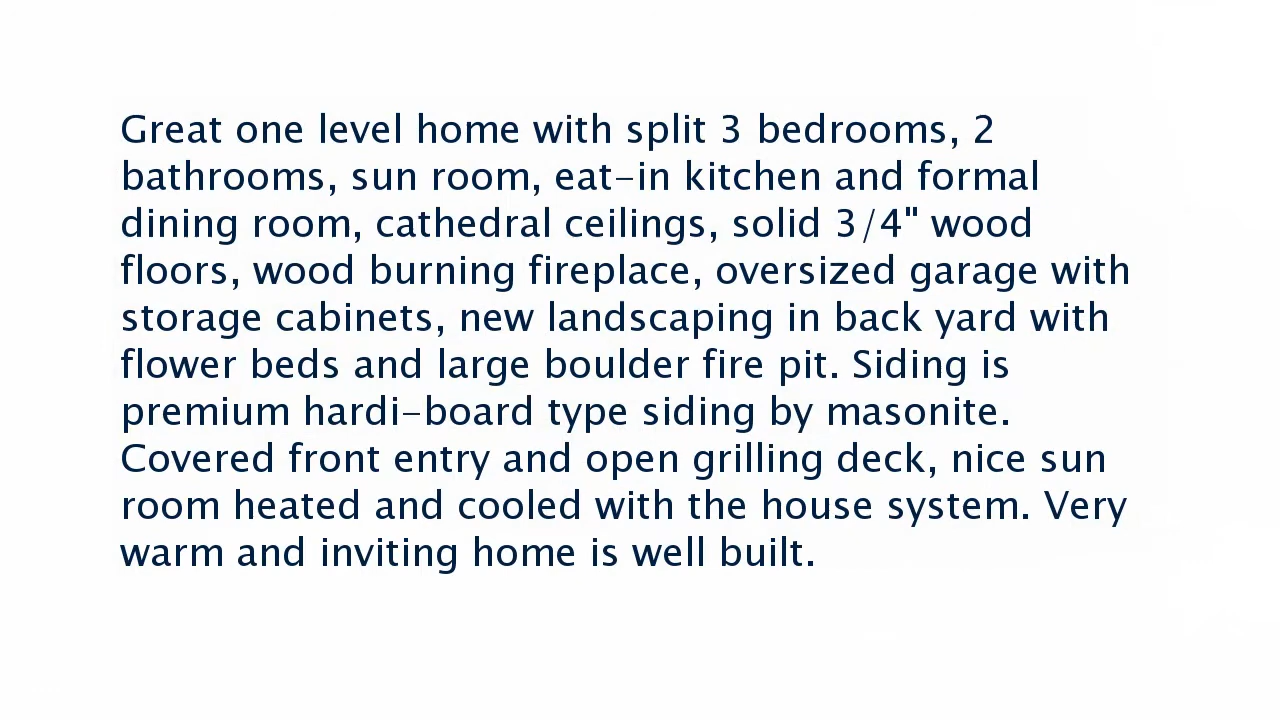 Great one level home with split 3 bedrooms, 2
bathrooms, sun room, eat-in kitchen and formal
dining room, cathedral ceilings, solid 3/4" wood
floors, wood burning fireplace, oversized garage with
storage cabinets, new landscaping in back yard with
flower beds and large boulder fire pit. Siding is
premium hardi-board type siding by masonite.
Covered front entry and open grilling deck, nice sun
room heated and cooled with the house system. Very
warm and inviting home is well built.